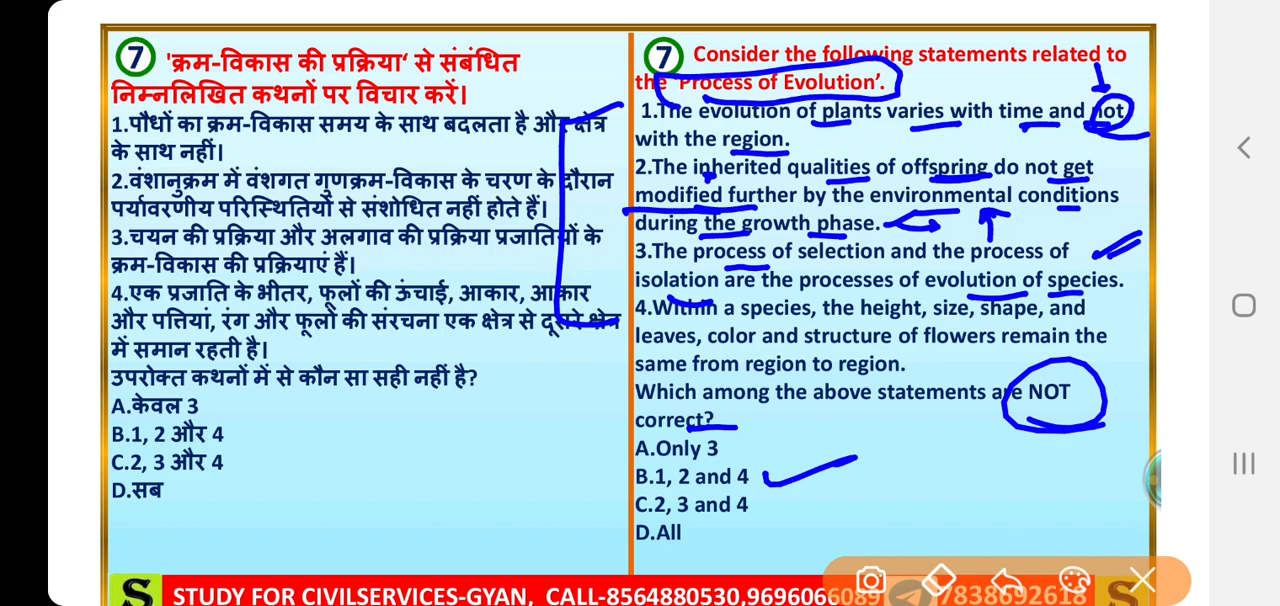 7 'क्रम-विकास की प्रक्रिया‘ से संबंधित
निम्नलिखित कथनों पर विचार करें।
1.पौधों का क्रम-विकास समय के साथ बदलता है और क्षेत्र
के साथ नहीं।
2.वंशानुक्रम में वंशगत गुणक्रम-विकास के चरण के दौरान
पर्यावरणीय परिस्थितियों से संशोधित नहीं होते हैं।
3.चयन की प्रक्रिया और अलगाव की प्रक्रिया प्रजातियों के
क्रम-विकास की प्रक्रियाएं हैं।
4.एक प्रजाति के भीतर, फूलों की ऊंचाई, आकार, आकार
और पत्तियां, रंग और फूलों की संरचना एक क्षेत्र से दूसरे क्षेत्र
में समान रहती है।
उपरोक्त कथनों में से कौन सा सही नहीं है?
A.केवल 3
B.1, 2 और 4
C.2, 3 और 4
D.सब
7 Consider the following statements related to
the 'Process of Evolution’.
1.The evolution of plants varies with time and not
with the region.
2.The inherited qualities of offspring do not get
modified further by the environmental conditions
during the growth phase.
3.The process of selection and the process of
isolation are the processes of evolution of species.
4.Within a species, the height, size, shape, and
leaves, color and structure of flowers remain the
same from region to region.
Which among the above statements are NOT
correct?
A.Only 3
B.1, 2 and 4
C.2, 3 and 4
D.All
S STUDY FOR CIVILSERVICES-GYAN, CALL-8564880530,9696066089 7838692618 S